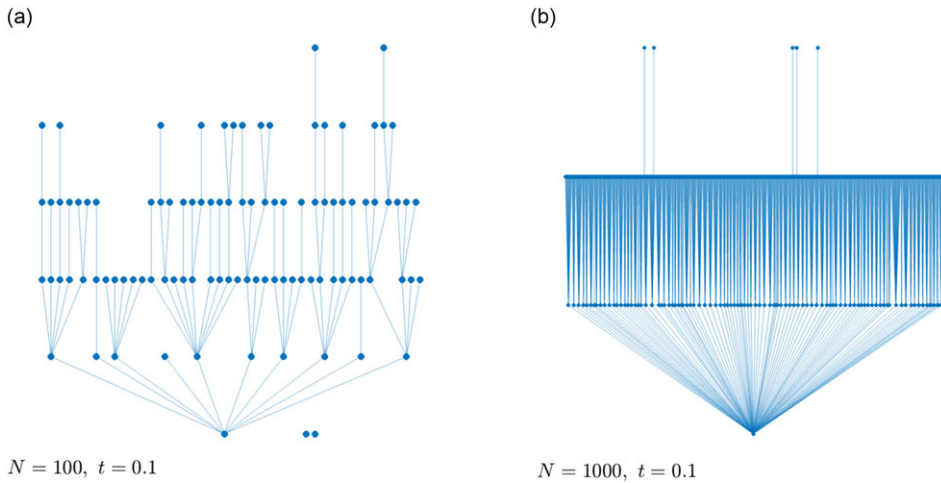 (a)
(b)
N = 100, t = 0.1
N = 1000, t = 0.1